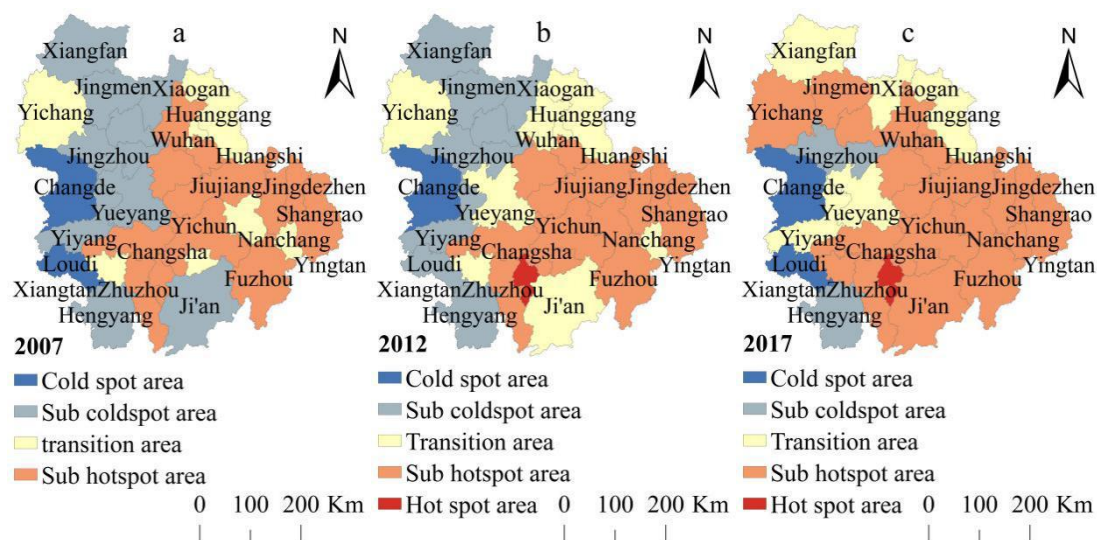 a
N
Xiangfan
Jingmen
Xiaogan
Yichang
Huanggang
Wuhan
Jingzhou
Huangshi
Changde
Jiujiang
Jingdezhen
Yueyang
Shangrao
Yichun
Yiyang
Changsha
Nanchang
Loudi
Yingtan
Fuzhou
Xiangtan
Zhuzhou
Hengyang
Ji'an
2007
Cold spot area
Sub coldspot area
transition area
Sub hotspot area
0 100 200 Km
b
N
Xiangfan
Jingmen
Xiaogan
Yichang
Huanggang
Wuhan
Jingzhou
Huangshi
Changde
Jiujiang
Jingdezhen
Yueyang
Shangrao
Yichun
Yiyang
Changsha
Nanchang
Loudi
Yingtan
Fuzhou
Xiangtan
Zhuzhou
Hengyang
Ji'an
2012
Cold spot area
Sub coldspot area
Transition area
Sub hotspot area
Hot spot area
0 100 200 Km
c
N
Xiangfan
Jingmen
Xiaogan
Yichang
Huanggang
Wuhan
Jingzhou
Huangshi
Changde
Jiujiang
Jingdezhen
Yueyang
Shangrao
Yichun
Yiyang
Changsha
Nanchang
Loudi
Yingtan
Fuzhou
Xiangtan
Zhuzhou
Hengyang
Ji'an
2017
Cold spot area
Sub coldspot area
Transition area
Sub hotspot area
Hot spot area
0 100 200 Km